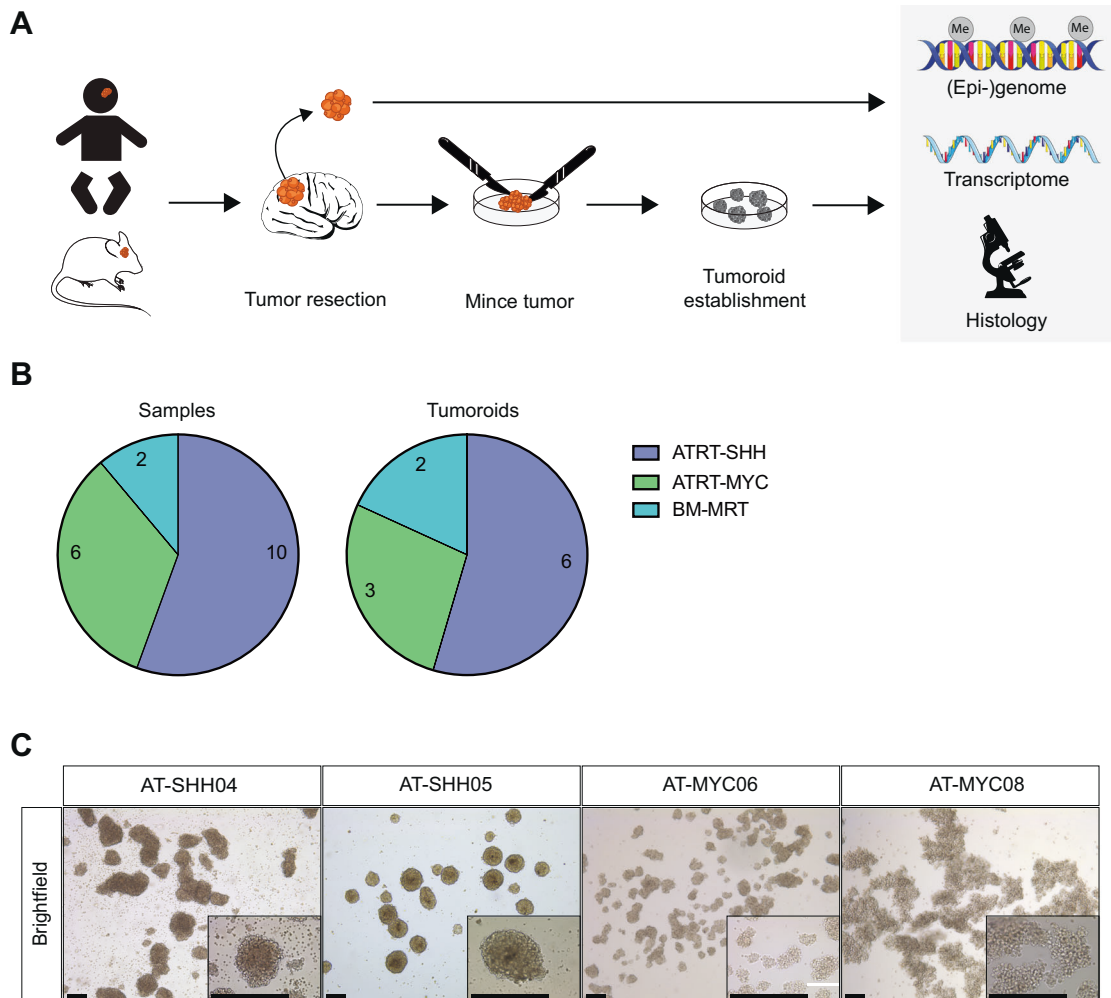 A
Me
Me
Me
(Epi-)genome
Transcriptome
Histology
Tumor resection
Mince tumor
Tumoroid
establishment
B
Samples
Tumoroids
2
6
10
2
3
6
ATRT-SHH
ATRT-MYC
BM-MRT
C
AT-SHH04
AT-SHH05
AT-MYC06
AT-MYC08
Brightfield